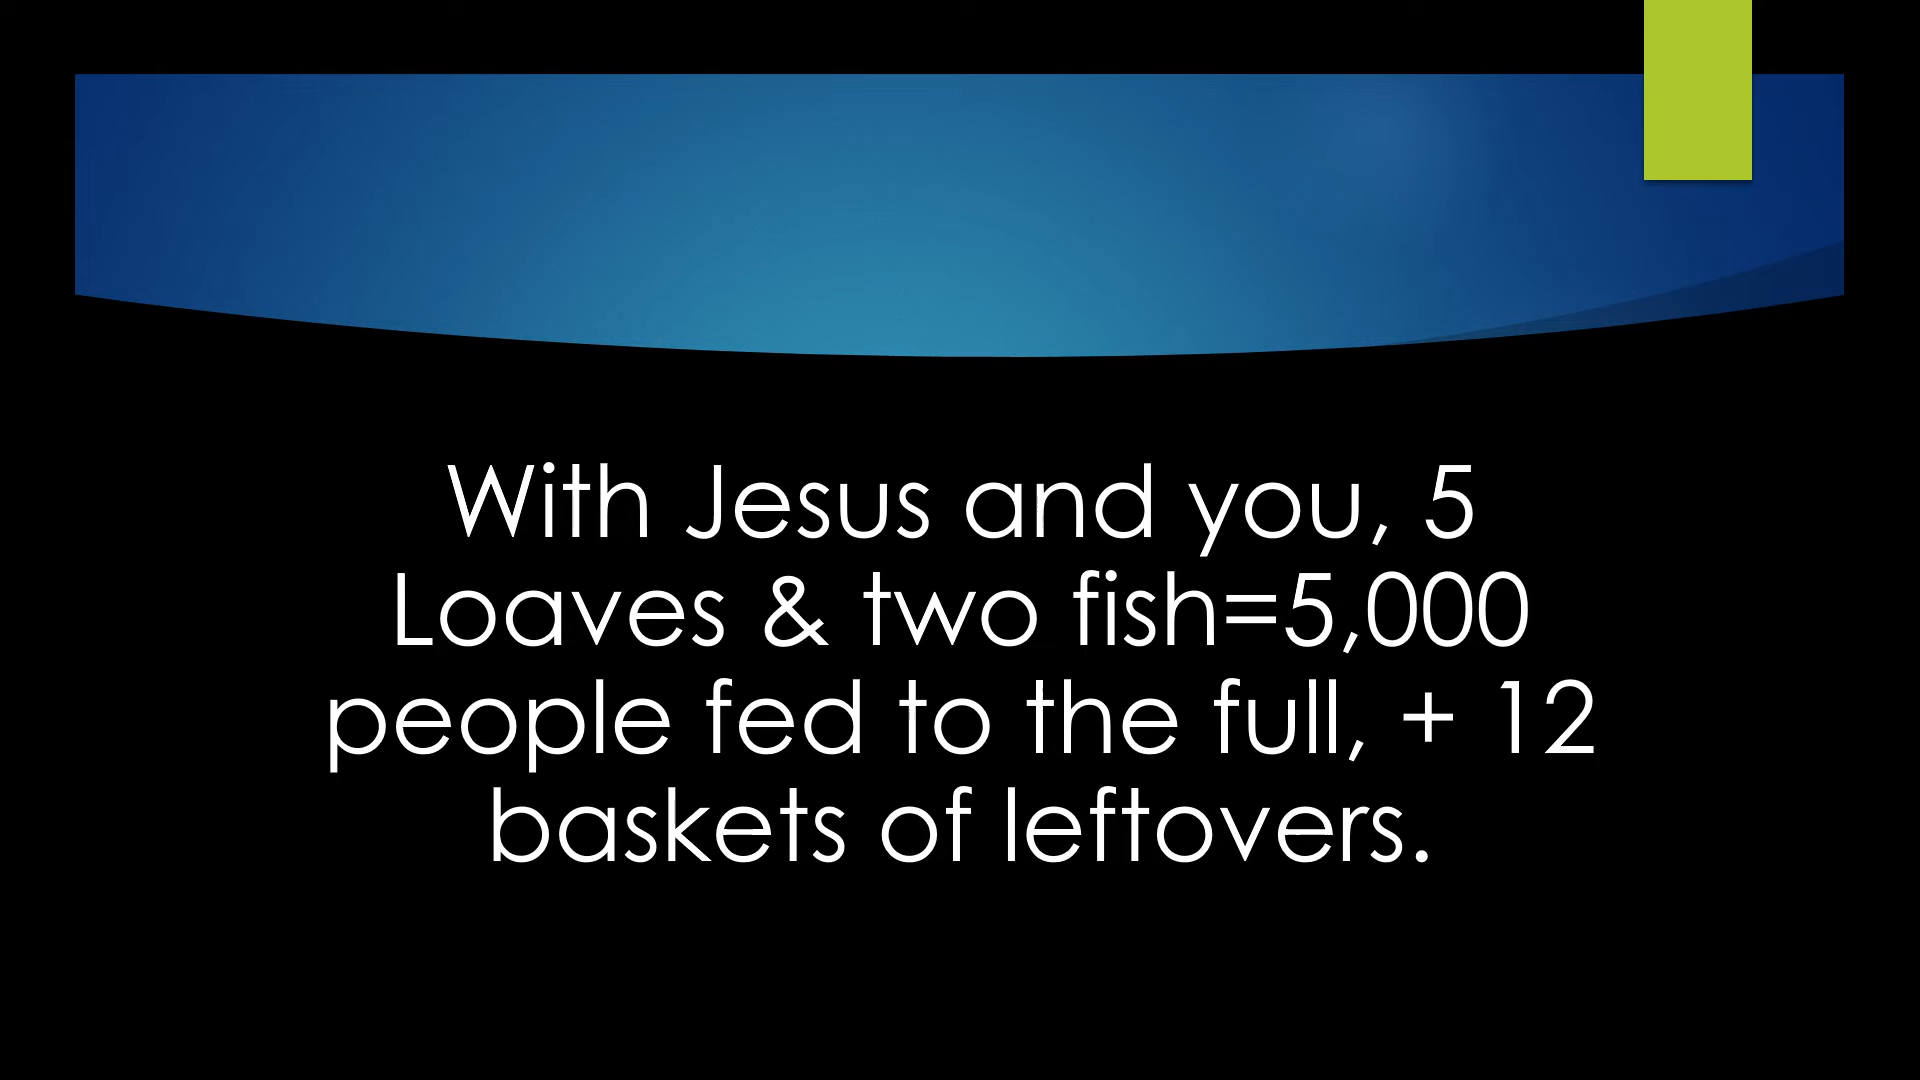 With Jesus and you, 5
Loaves & two fish=5,000
people fed to the full, + 12
baskets of leftovers.